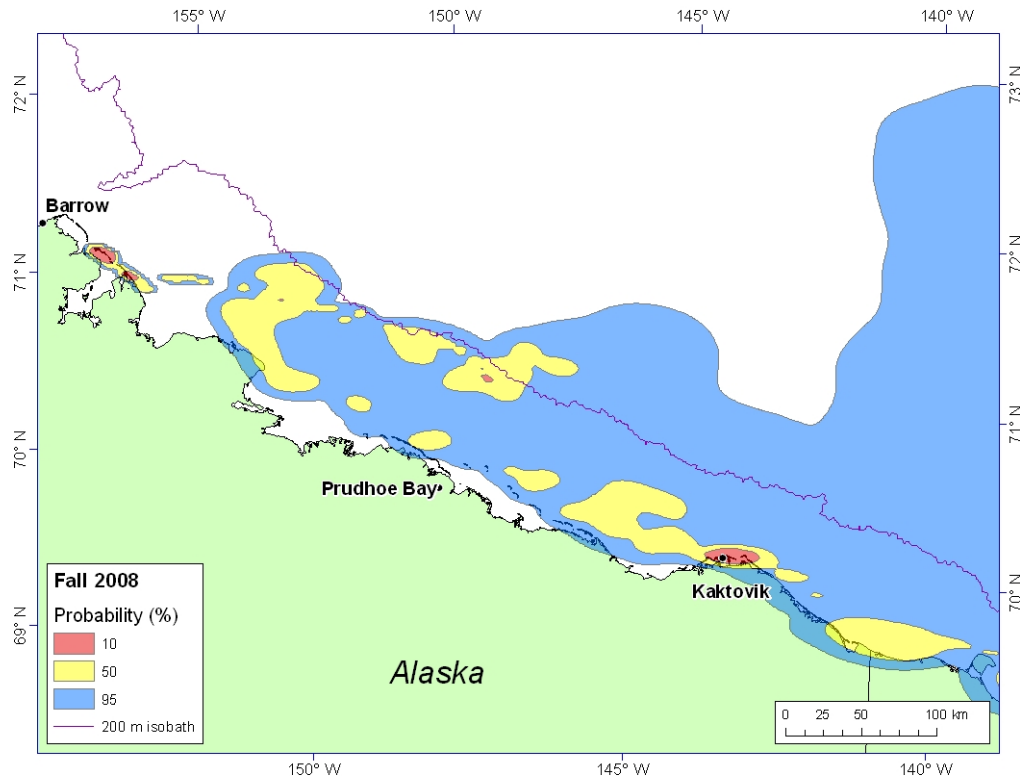 155° W 150° W 145° W 140° W
72° N
73° N
Barrow
71° N
72° N
70° N
71° N
Prudhoe Bay
Kaktovik
70° N
69° N
Fall 2008
Probability (%)
10
50
95
200 m isobath
Alaska
0 25 50 100 km
150° W 145° W 140° W